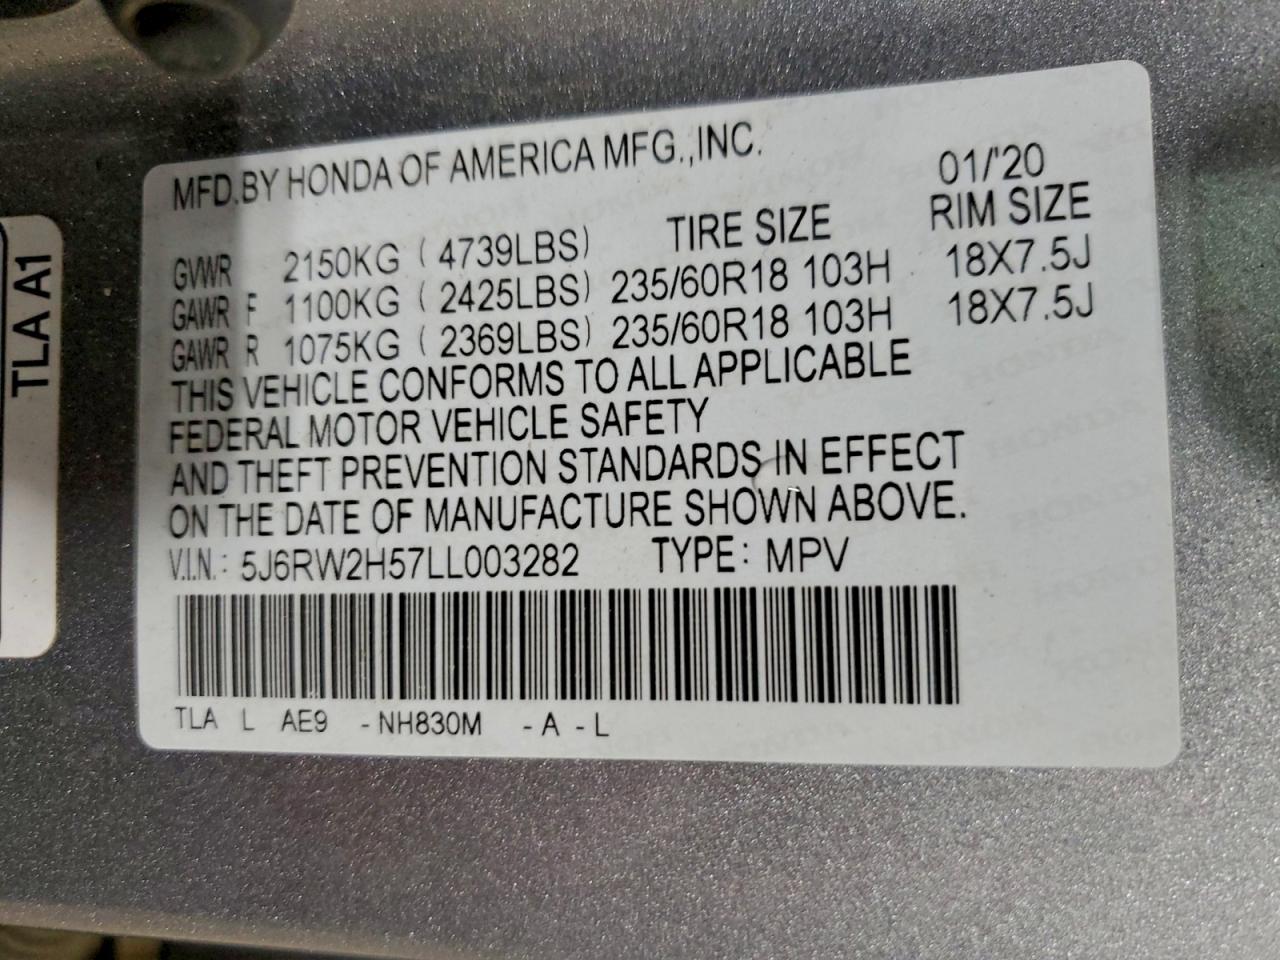 MFD.BY HONDA OF AMERICA MFG.,INC. 01/'20
TIRE SIZE RIM SIZE
GVWR 2150KG ( 4739LBS)
GAWR F 1100KG ( 2425LBS) 235/60R18 103H 18X7.5J
GAWR R 1075KG ( 2369LBS) 235/60R18 103H 18X7.5J
THIS VEHICLE CONFORMS TO ALL APPLICABLE
FEDERAL MOTOR VEHICLE SAFETY
AND THEFT PREVENTION STANDARDS IN EFFECT
ON THE DATE OF MANUFACTURE SHOWN ABOVE.
V.I.N.: 5J6RW2H57LL003282 TYPE: MPV
TLA L AE9 -NH830M -A -L
TLA A1